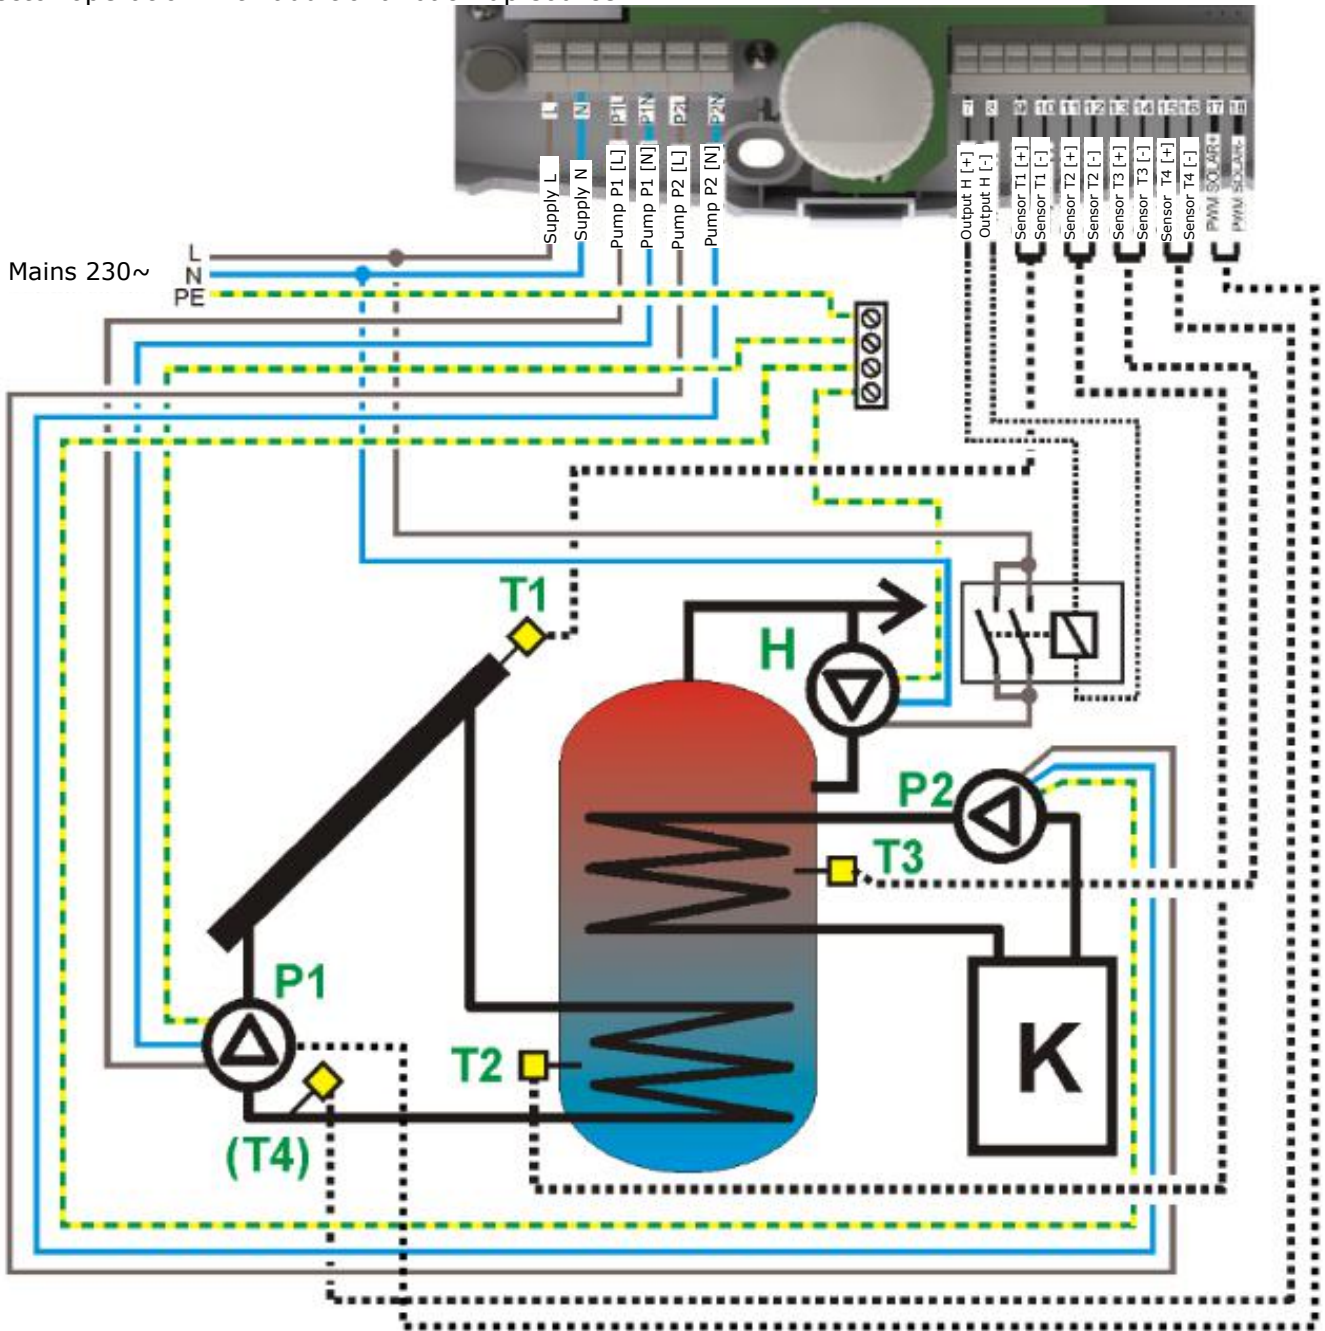 L
N
P1L
P1N
P2L
P2N
7
8
9
10
11
12
13
14
15
16
17
18
Supply L
Supply N
Pump P1 [L]
Pump P1 [N]
Pump P2 [L]
Pump P2 [N]
Output H [+]
Output H [-]
Sensor T1 [+]
Sensor T1 [-]
Sensor T2 [+]
Sensor T2 [-]
Sensor T3 [+]
Sensor T3 [-]
Sensor T4 [+]
Sensor T4 [-]
PWM SOLAR+
PWM SOLAR-
Mains 230~
L
N
PE
T1
H
P2
T3
P1
T2
K
(T4)